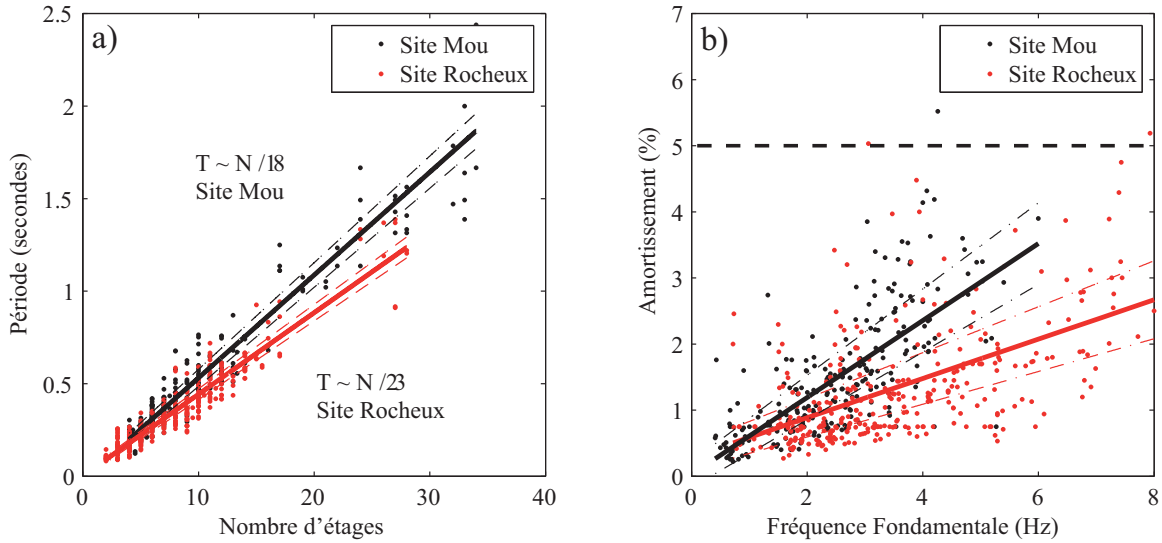 a)
Site Mou
Site Rocheux
T ~ N /18
Site Mou
T ~ N /23
Site Rocheux
Période (secondes)
2.5
2
1.5
1
0.5
0
0
10
20
30
40
Nombre d'étages
b)
Site Mou
Site Rocheux
Amortissement (%)
7
6
5
4
3
2
1
0
0
2
4
6
8
Fréquence Fondamentale (Hz)